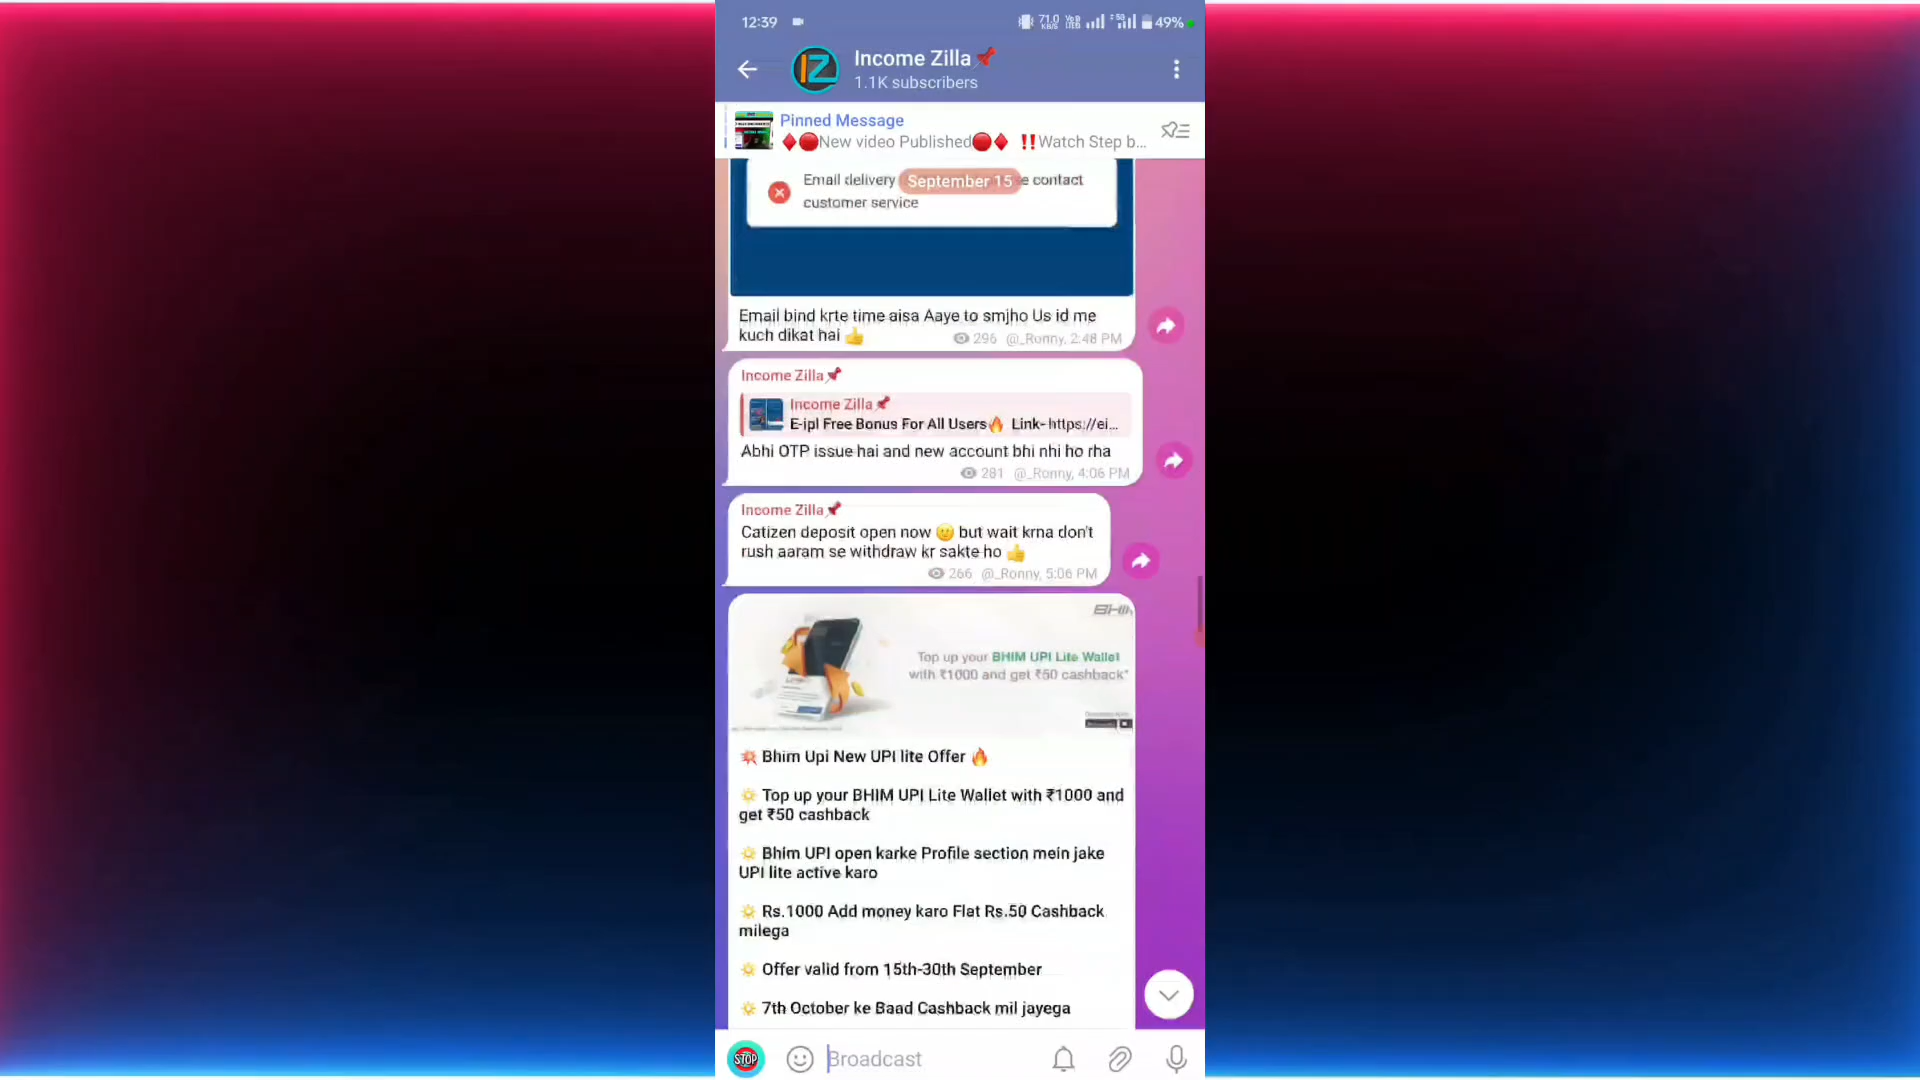 12:39
71.0 KB/S
49%
IZ
Income Zilla📌
1.1K subscribers
Pinned Message
♦️🔴New video Published🔴♦️ ‼️Watch Step b...
September 15
Email delivery e contact
customer service
Email bind krte time aisa Aaye to smjho Us id me
kuch dikat hai 👍
296 @_Ronny, 2:48 PM
Income Zilla📌
Income Zilla📌
E-ipl Free Bonus For All Users🔥 Link- https://ei...
Abhi OTP issue hai and new account bhi nhi ho rha
281 @_Ronny, 4:06 PM
Income Zilla📌
Catizen deposit open now 🙂 but wait krna don't
rush aaram se withdraw kr sakte ho 👍
266 @_Ronny, 5:06 PM
BHIM
Top up your BHIM UPI Lite Wallet
with ₹1000 and get ₹50 cashback*
💥 Bhim Upi New UPI lite Offer 🔥
🔅 Top up your BHIM UPI Lite Wallet with ₹1000 and
get ₹50 cashback
🔅 Bhim UPI open karke Profile section mein jake
UPI lite active karo
🔅 Rs.1000 Add money karo Flat Rs.50 Cashback
milega
🔅 Offer valid from 15th-30th September
🔅 7th October ke Baad Cashback mil jayega
STOP
Broadcast